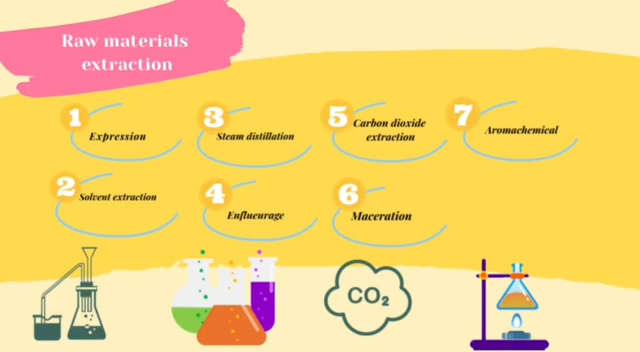 Raw materials
extraction
1
Expression
2
Solvent extraction
3
Steam distillation
4
Enflueurage
5
Carbon dioxide
extraction
6
Maceration
7
Aromachemical
CO₂